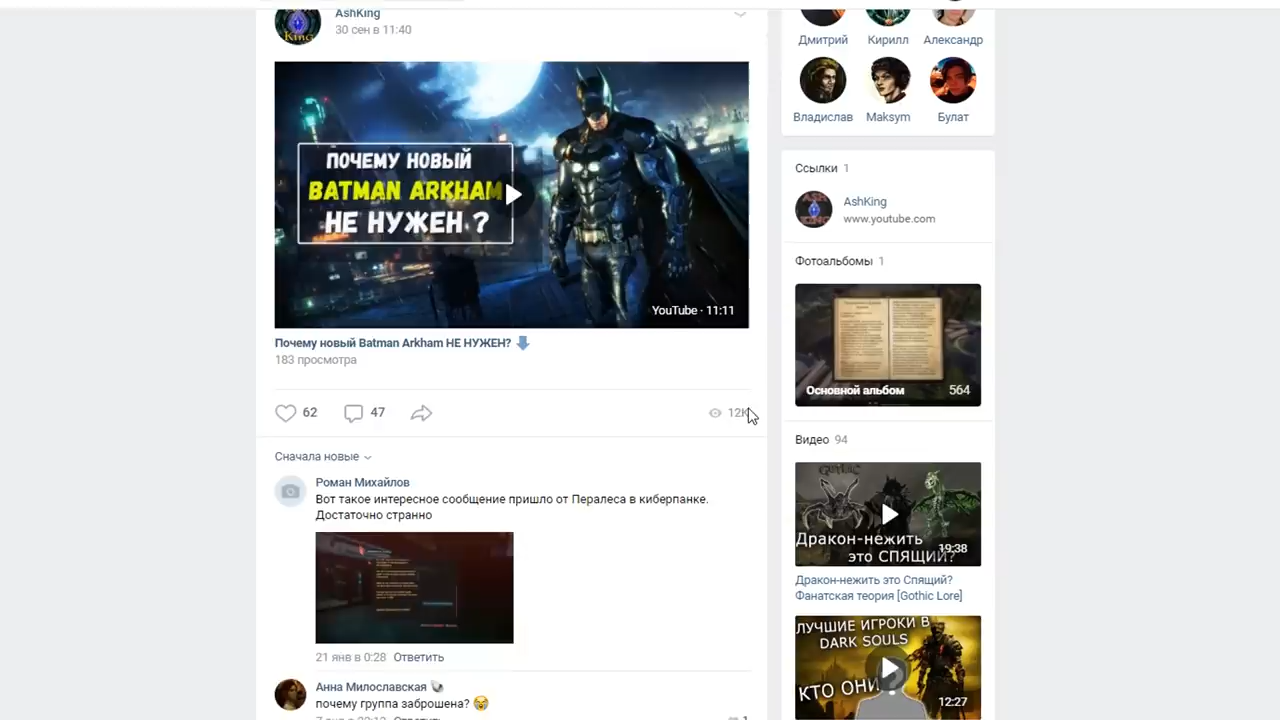 AshKing
30 сен в 11:40
ПОЧЕМУ НОВЫЙ
BATMAN ARKHAM
НЕ НУЖЕН ?
YouTube · 11:11
Почему новый Batman Arkham НЕ НУЖЕН?
183 просмотра
62
47
12K
Сначала новые
Роман Михайлов
Вот такое интересное сообщение пришло от Пералеса в киберпанке.
Достаточно странно
21 янв в 0:28 Ответить
Анна Милославская
почему группа заброшена?
1
Дмитрий Кирилл Александр
Владислав Maksym Булат
Ссылки 1
AshKing
www.youtube.com
Фотоальбомы 1
Основной альбом 564
Видео 94
GOTHIC
Дракон-нежить
это СПЯЩИЙ?
19:38
Дракон-нежить это Спящий?
Фанатская теория [Gothic Lore]
ЛУЧШИЕ ИГРОКИ В
DARK SOULS
КТО ОНИ
12:27